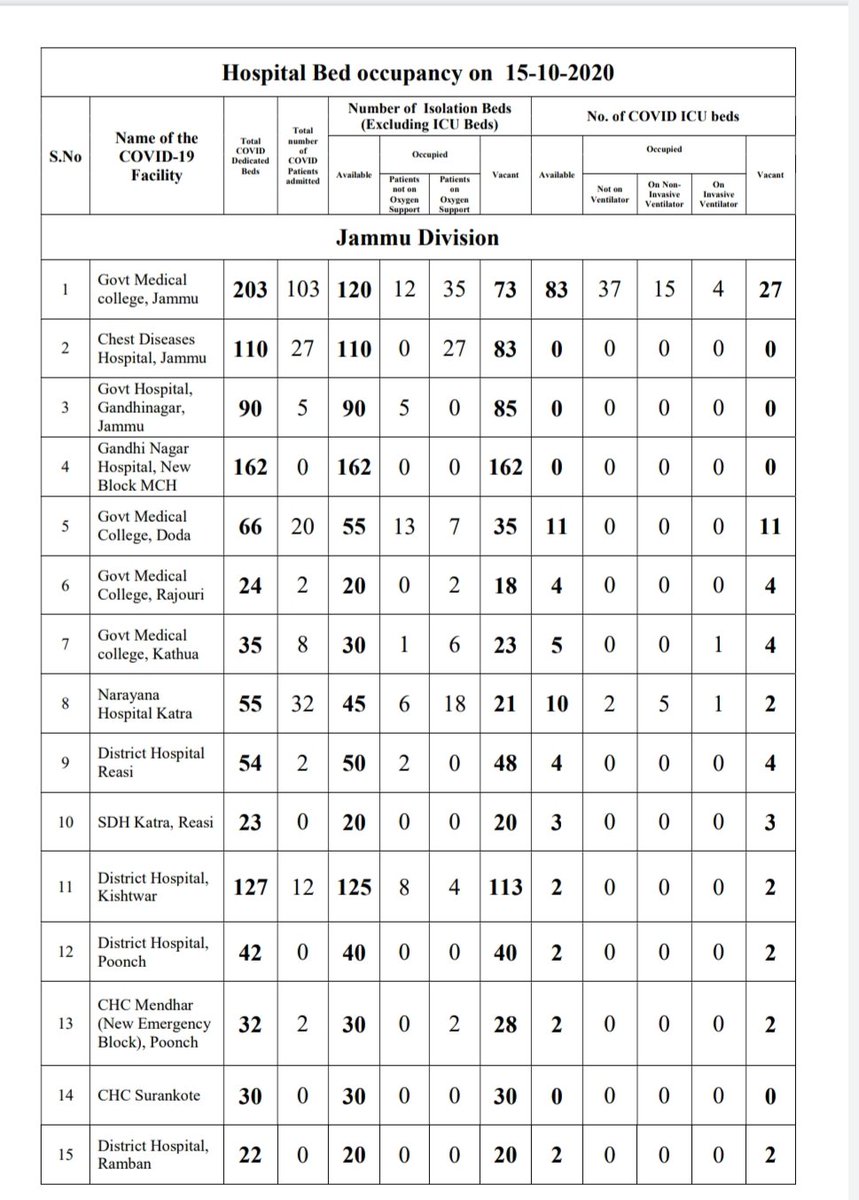 Hospital Bed occupancy on 15-10-2020
S.No
Name of the
COVID-19
Facility
Total
COVID
Dedicated
Beds
Total
number
of
COVID
Patients
admitted
Number of Isolation Beds
(Excluding ICU Beds)
No. of COVID ICU beds
Available
Occupied
Patients
not on
Oxygen
Support
Patients
on
Oxygen
Support
Vacant
Available
Occupied
Not on
Ventilator
On Non-
Invasive
Ventilator
On
Invasive
Ventilator
Vacant
Jammu Division
1 Govt Medical
college, Jammu 203 103 120 12 35 73 83 37 15 4 27
2 Chest Diseases
Hospital, Jammu 110 27 110 0 27 83 0 0 0 0 0
3 Govt Hospital,
Gandhinagar,
Jammu 90 5 90 5 0 85 0 0 0 0 0
4 Gandhi Nagar
Hospital, New
Block MCH 162 0 162 0 0 162 0 0 0 0 0
5 Govt Medical
College, Doda 66 20 55 13 7 35 11 0 0 0 11
6 Govt Medical
College, Rajouri 24 2 20 0 2 18 4 0 0 0 4
7 Govt Medical
college, Kathua 35 8 30 1 6 23 5 0 0 1 4
8 Narayana
Hospital Katra 55 32 45 6 18 21 10 2 5 1 2
9 District Hospital
Reasi 54 2 50 2 0 48 4 0 0 0 4
10 SDH Katra, Reasi 23 0 20 0 0 20 3 0 0 0 3
11 District Hospital,
Kishtwar 127 12 125 8 4 113 2 0 0 0 2
12 District Hospital,
Poonch 42 0 40 0 0 40 2 0 0 0 2
13 CHC Mendhar
(New Emergency
Block), Poonch 32 2 30 0 2 28 2 0 0 0 2
14 CHC Surankote 30 0 30 0 0 30 0 0 0 0 0
15 District Hospital,
Ramban 22 0 20 0 0 20 2 0 0 0 2